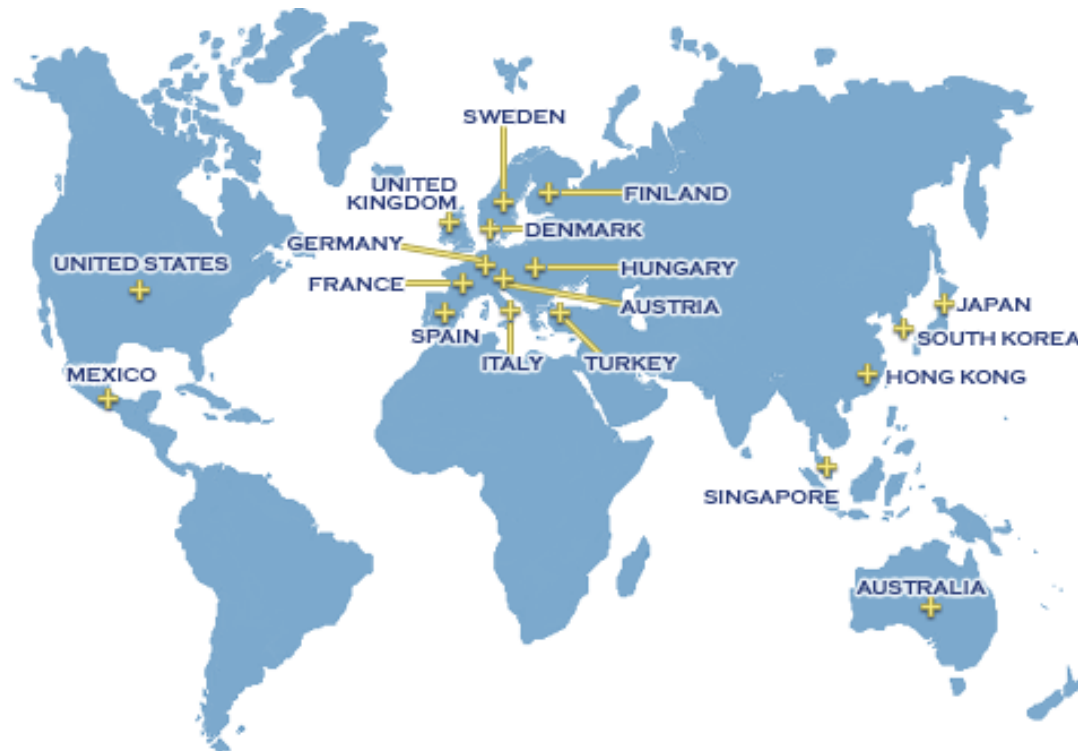 SWEDEN
UNITED
KINGDOM
FINLAND
DENMARK
GERMANY
UNITED STATES
HUNGARY
FRANCE
AUSTRIA
JAPAN
SPAIN
SOUTH KOREA
ITALY
TURKEY
MEXICO
HONG KONG
SINGAPORE
AUSTRALIA